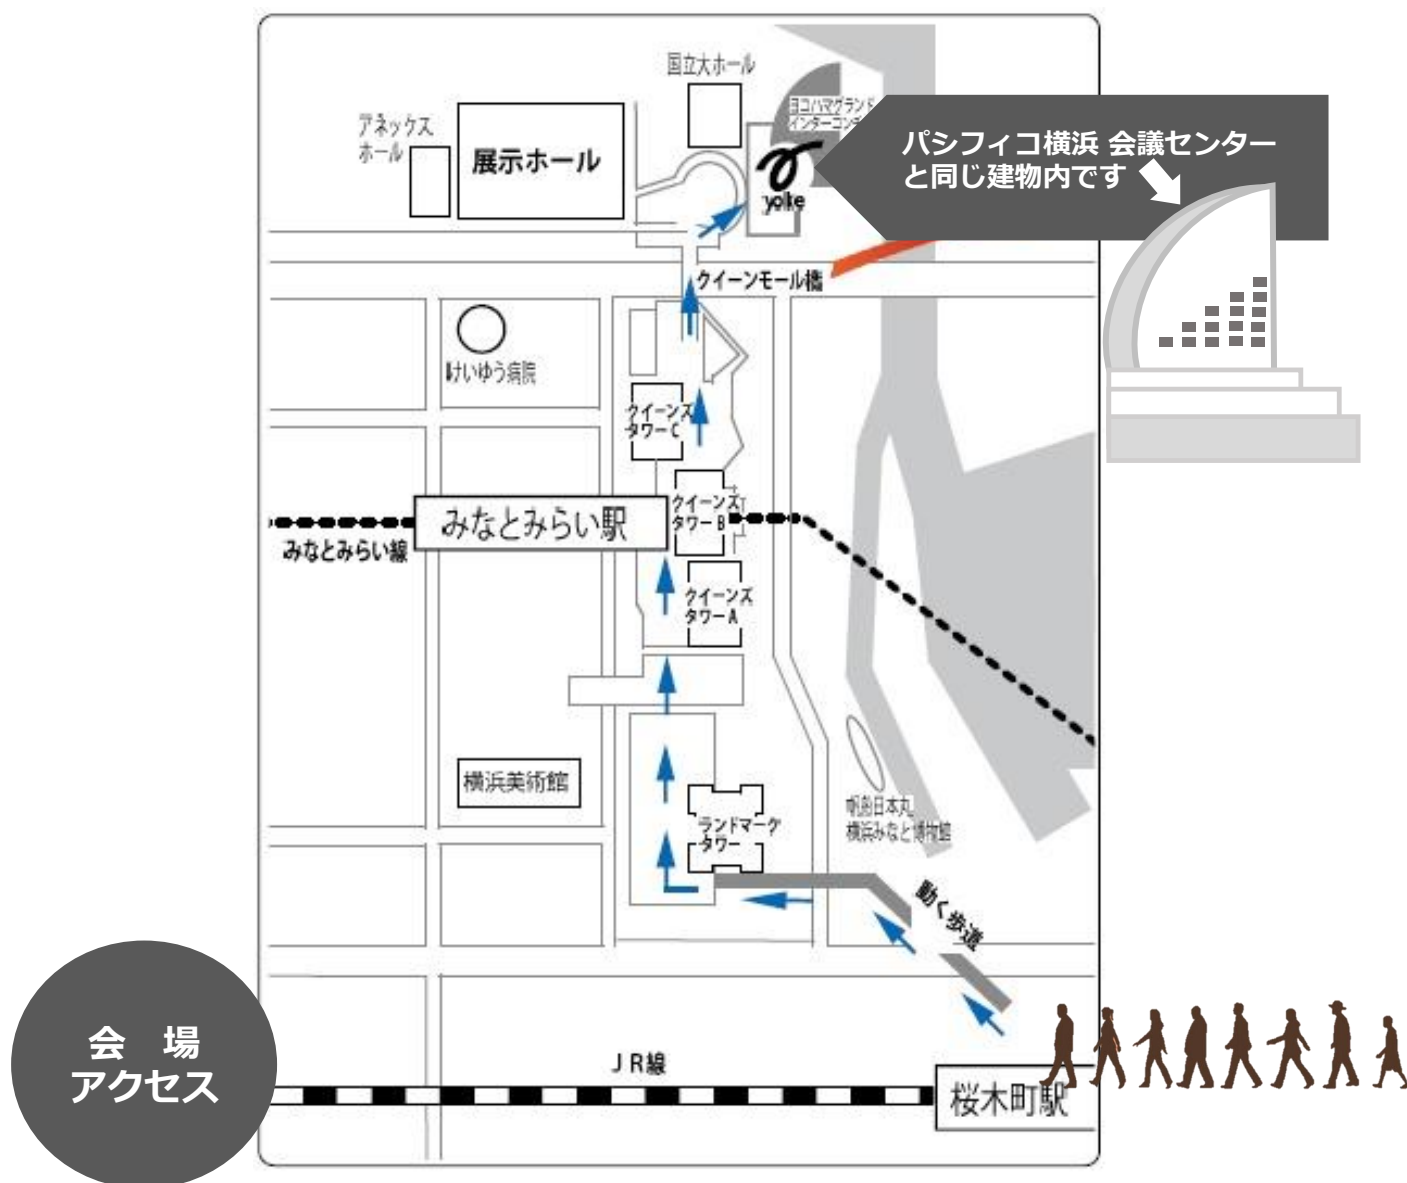 国立大ホール
アネックス
ホール
展示ホール
ヨコハマグランド
インターコンチ
パシフィコ横浜 会議センター
と同じ建物内です
yoke
クイーンモール橋
けいゆう病院
クイーンズ
タワーC
みなとみらい駅
クイーンズ
タワーB
みなとみらい線
クイーンズ
タワーA
横浜美術館
帆船日本丸
横浜みなと博物館
ランドマーク
タワー
動く歩道
会 場
アクセス
JR線
桜木町駅